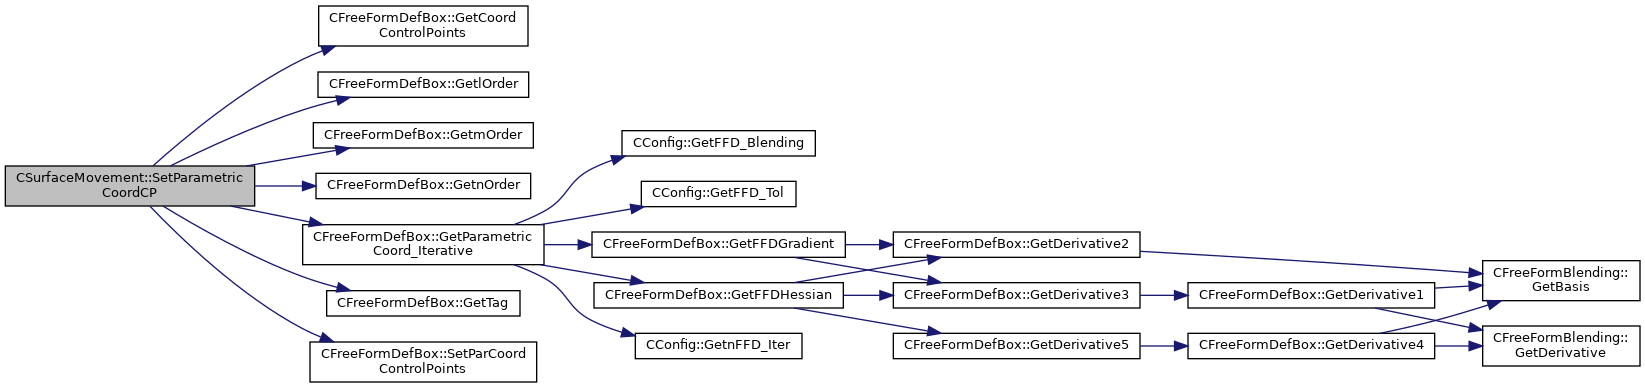 CSurfaceMovement::SetParametric
CoordCP
CFreeFormDefBox::GetCoord
ControlPoints
CFreeFormDefBox::GetlOrder
CFreeFormDefBox::GetmOrder
CFreeFormDefBox::GetnOrder
CFreeFormDefBox::GetParametric
Coord_Iterative
CFreeFormDefBox::GetTag
CFreeFormDefBox::SetParCoord
ControlPoints
CConfig::GetFFD_Blending
CConfig::GetFFD_Tol
CFreeFormDefBox::GetFFDGradient
CFreeFormDefBox::GetFFDHessian
CConfig::GetnFFD_Iter
CFreeFormDefBox::GetDerivative2
CFreeFormDefBox::GetDerivative3
CFreeFormDefBox::GetDerivative5
CFreeFormDefBox::GetDerivative1
CFreeFormDefBox::GetDerivative4
CFreeFormBlending::
GetBasis
CFreeFormBlending::
GetDerivative